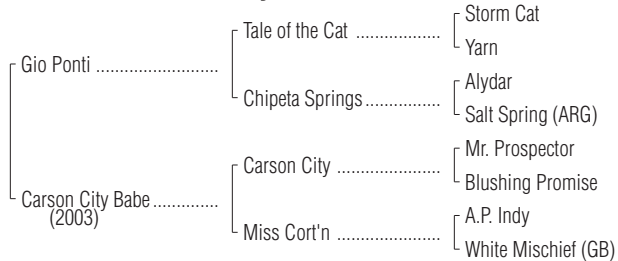 Storm Cat
Tale of the Cat ..................
Yarn
Gio Ponti ..........................
Alydar
Chipeta Springs................
Salt Spring (ARG)
Mr. Prospector
Carson City ......................
Blushing Promise
Carson City Babe..............
(2003)
A.P. Indy
Miss Cort'n ......................
White Mischief (GB)